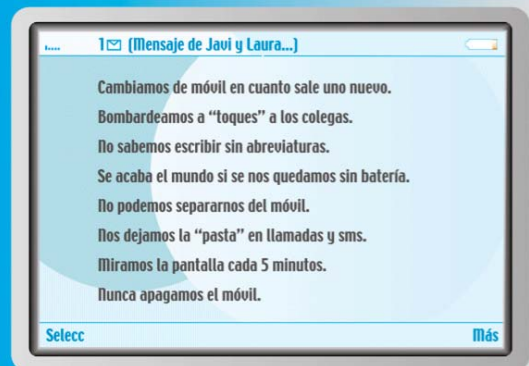 1 (Mensaje de Javi y Laura...)
Cambiamos de móvil en cuanto sale uno nuevo.
Bombardeamos a “toques” a los colegas.
No sabemos escribir sin abreviaturas.
Se acaba el mundo si se nos quedamos sin batería.
No podemos separarnos del móvil.
Nos dejamos la “pasta” en llamadas y sms.
Miramos la pantalla cada 5 minutos.
Nunca apagamos el móvil.
Selecc
Más